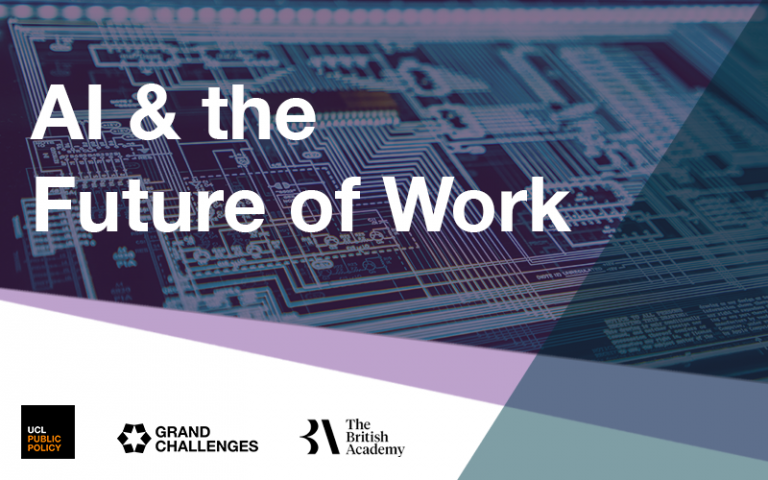 AI & the
Future of Work
UCL
PUBLIC
POLICY
GRAND
CHALLENGES
The
British
Academy